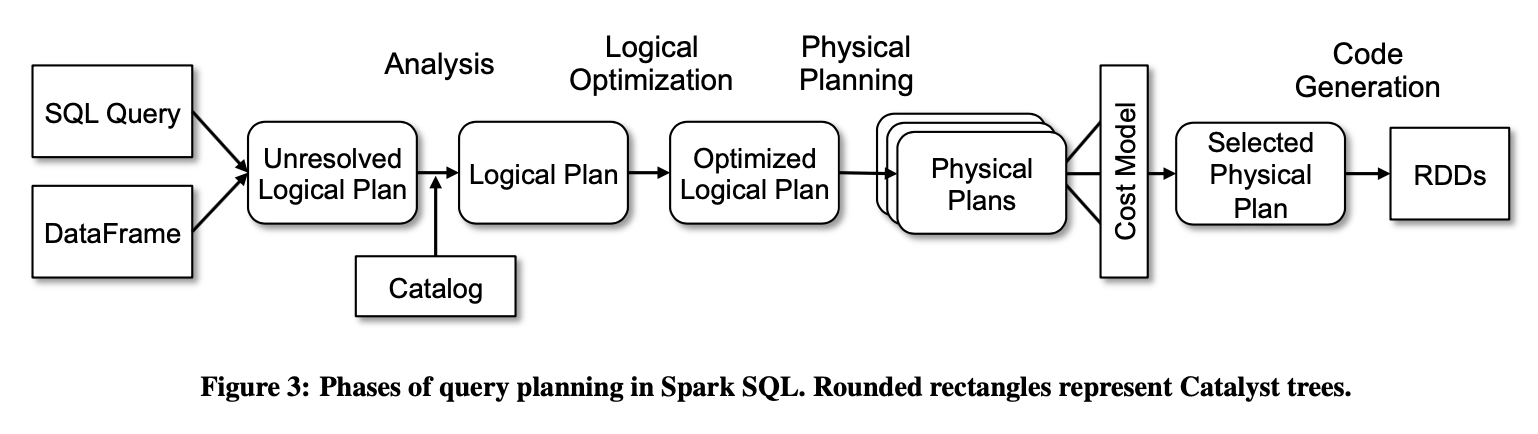 Analysis
Logical
Optimization
Physical
Planning
Code
Generation
SQL Query
DataFrame
Unresolved
Logical Plan
Catalog
Logical Plan
Optimized
Logical Plan
Physical
Plans
Cost Model
Selected
Physical
Plan
RDDs
Figure 3: Phases of query planning in Spark SQL. Rounded rectangles represent Catalyst trees.